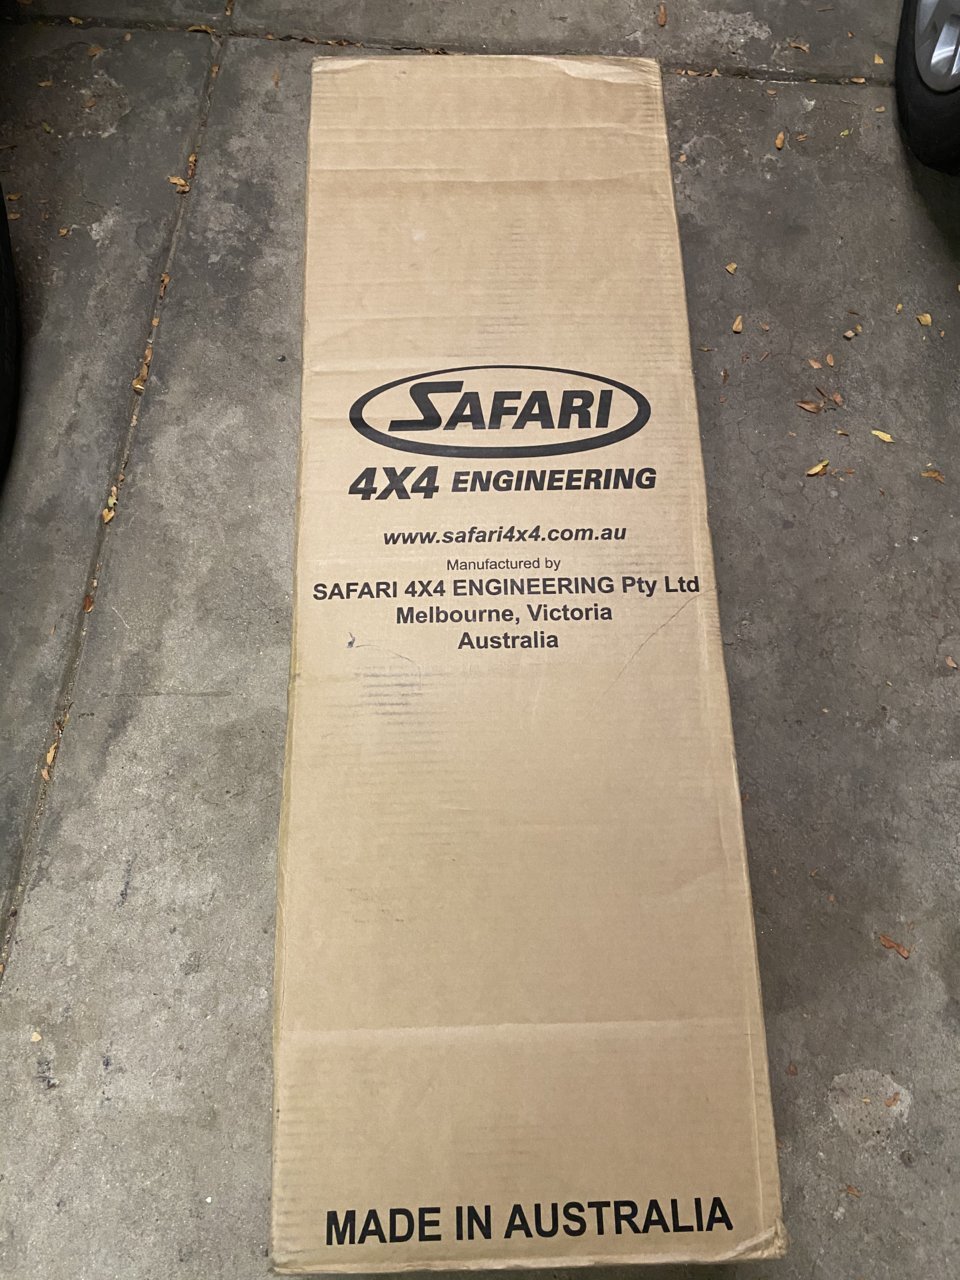 SAFARI
4X4 ENGINEERING
www.safari4x4.com.au
Manufactured by
SAFARI 4X4 ENGINEERING Pty Ltd
Melbourne, Victoria
Australia
MADE IN AUSTRALIA